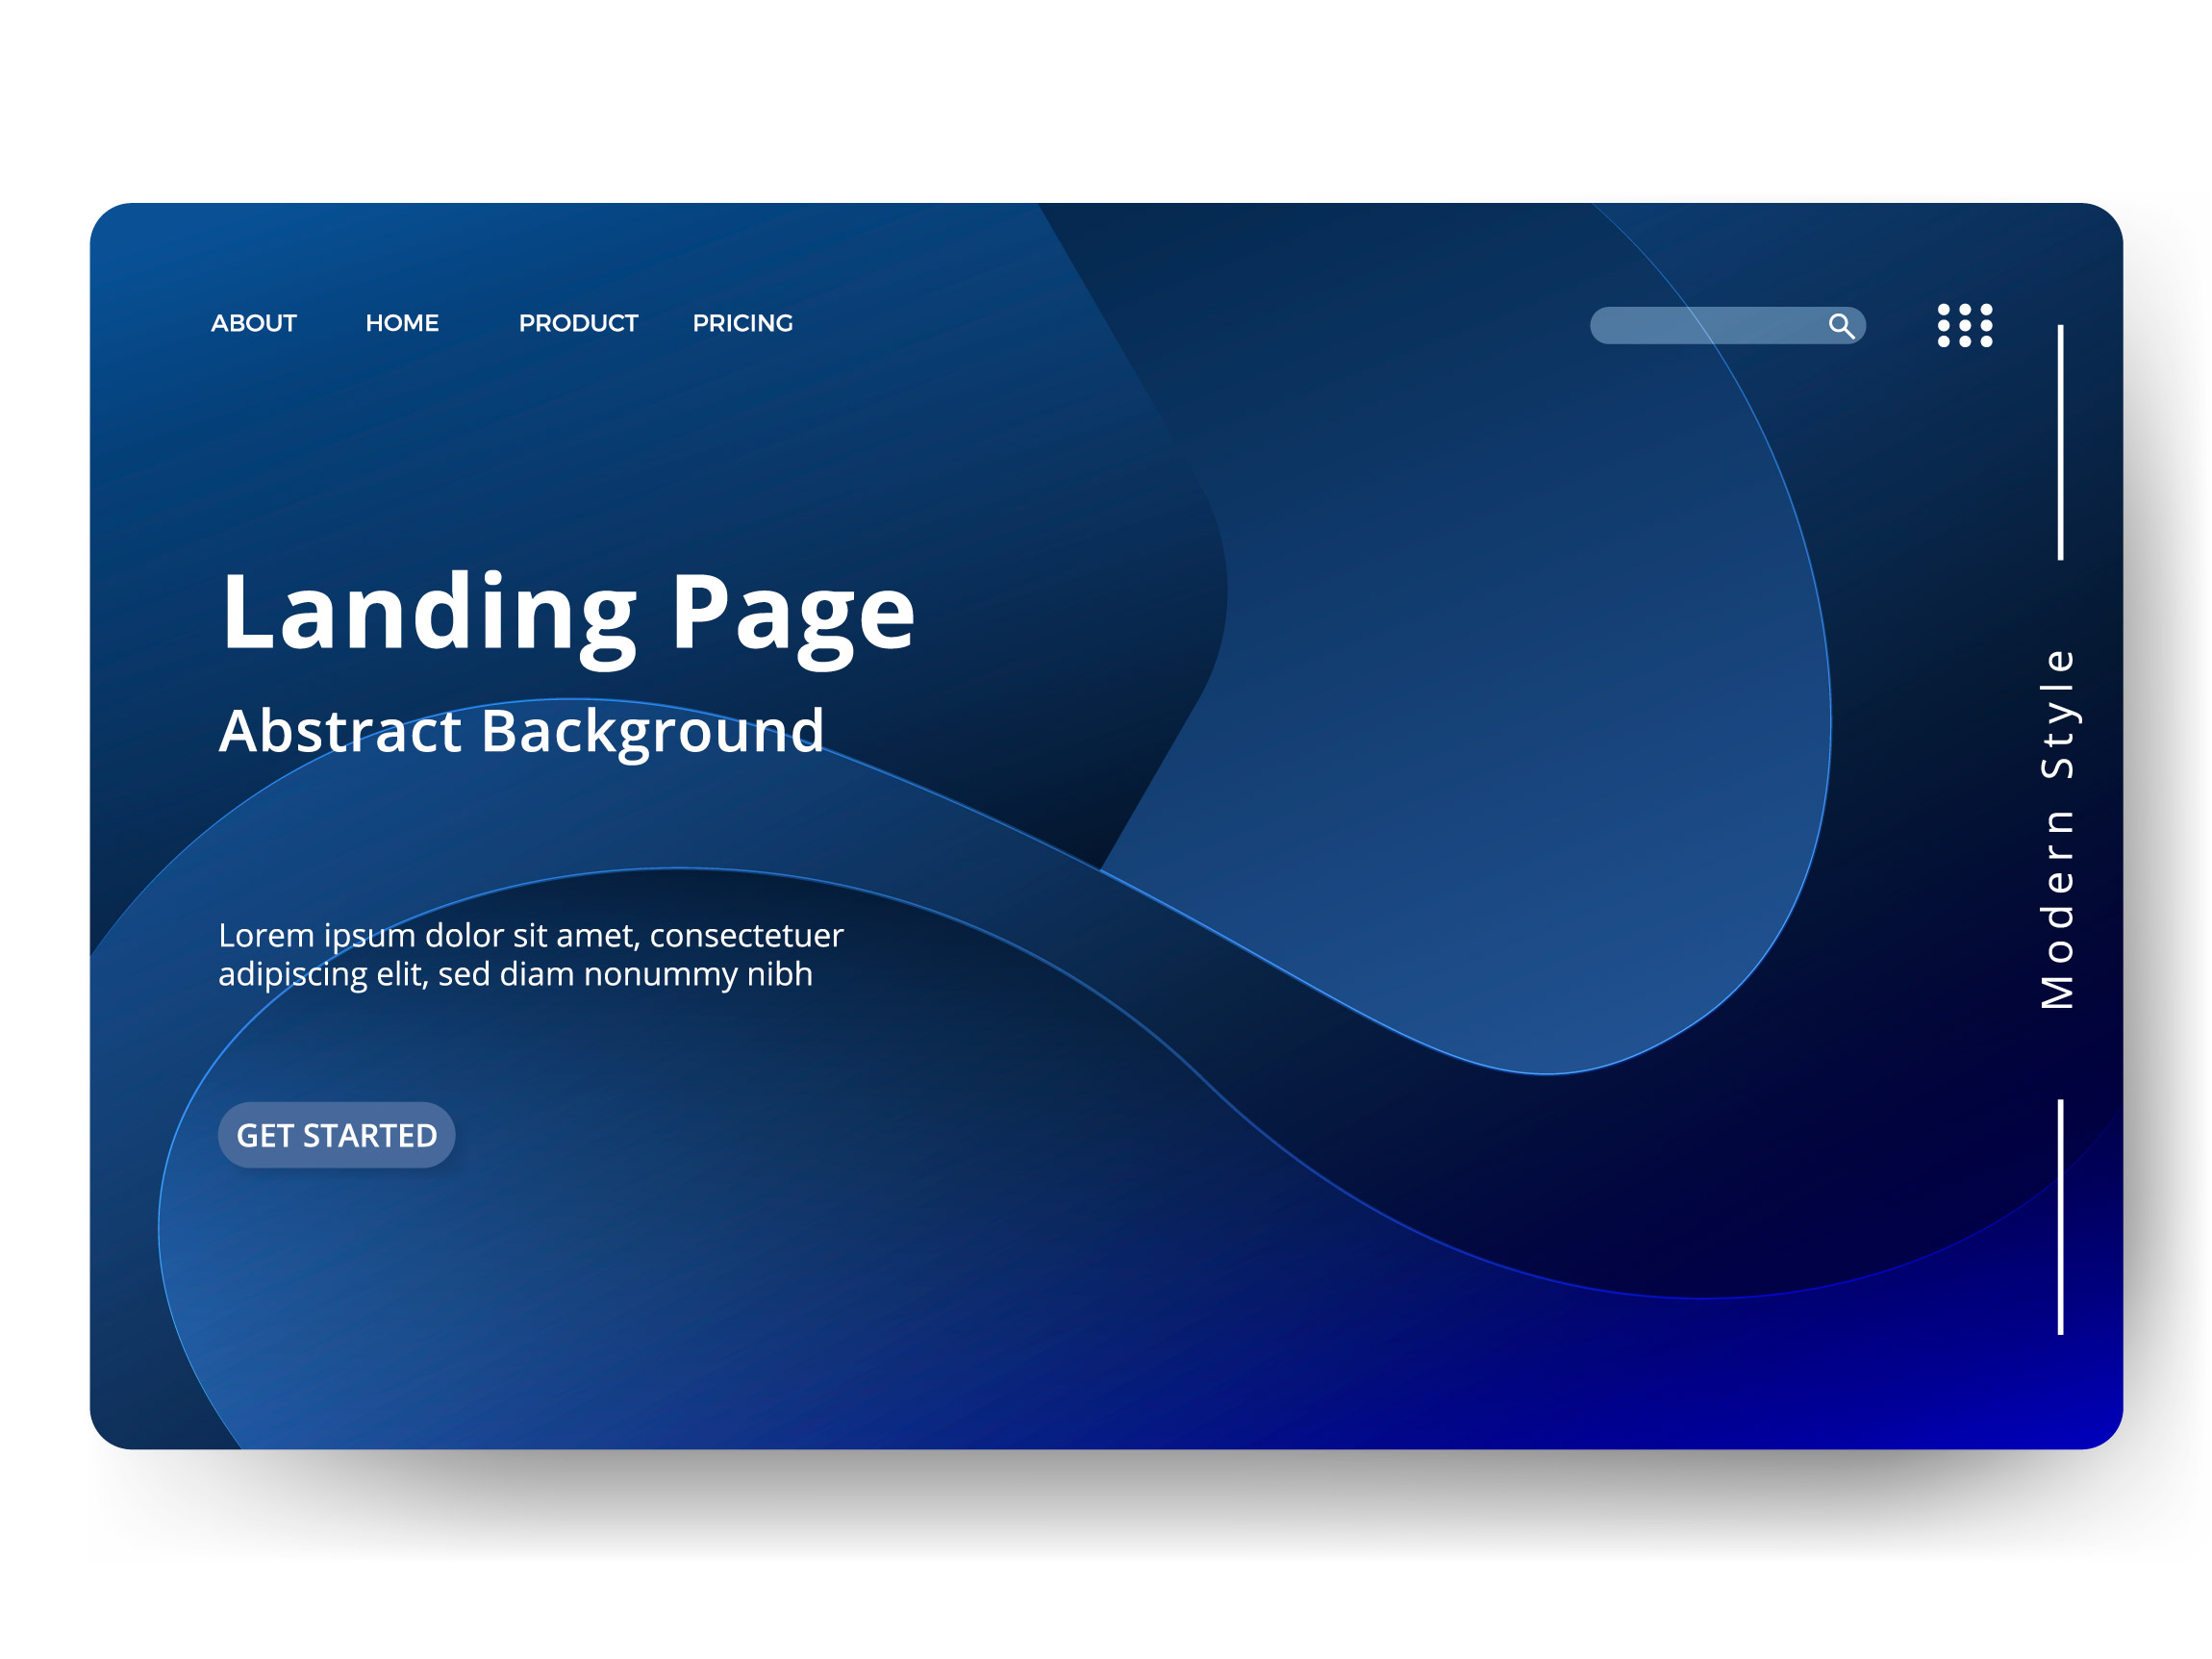 ABOUT HOME PRODUCT PRICING
Landing Page
Abstract Background
Lorem ipsum dolor sit amet, consectetuer
adipiscing elit, sed diam nonummy nibh
GET STARTED
Modern Style